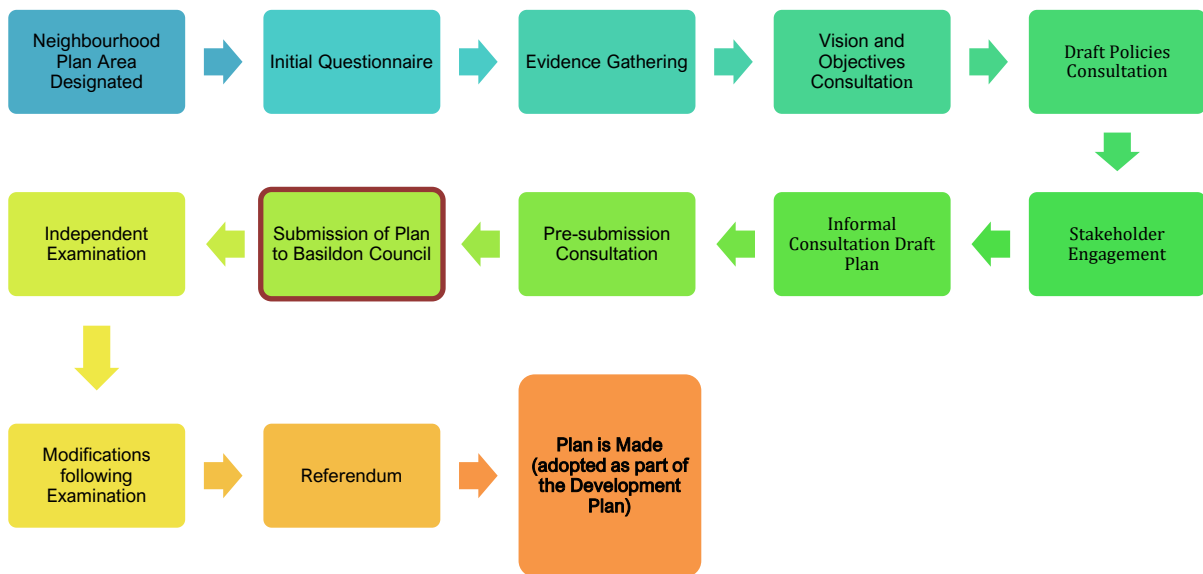 Neighbourhood
Plan Area
Designated
Initial Questionnaire
Evidence Gathering
Vision and
Objectives
Consultation
Draft Policies
Consultation
Stakeholder
Engagement
Informal
Consultation Draft
Plan
Pre-submission
Consultation
Submission of Plan
to Basildon Council
Independent
Examination
Modifications
following
Examination
Referendum
Plan is Made
(adopted as part of
the Development
Plan)